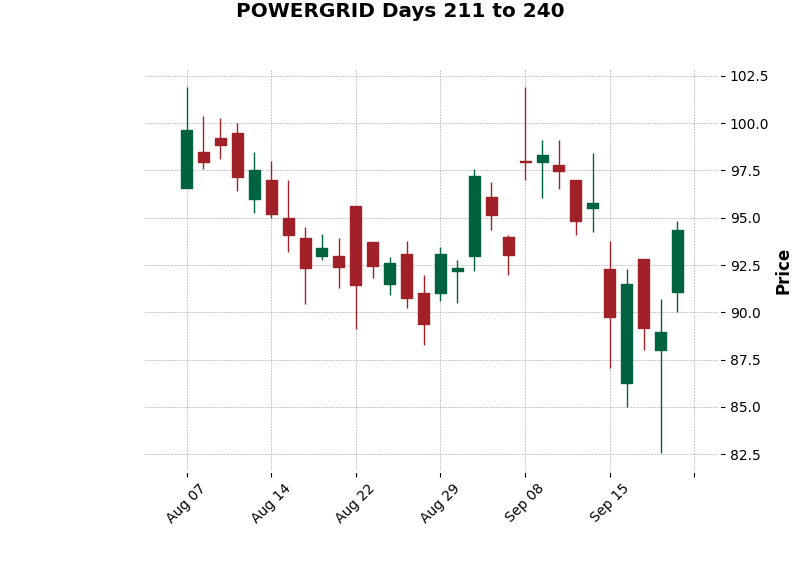 POWERGRID Days 211 to 240
102.5
100.0
97.5
95.0
92.5
90.0
87.5
85.0
82.5
Price
Aug 07
Aug 14
Aug 22
Aug 29
Sep 08
Sep 15